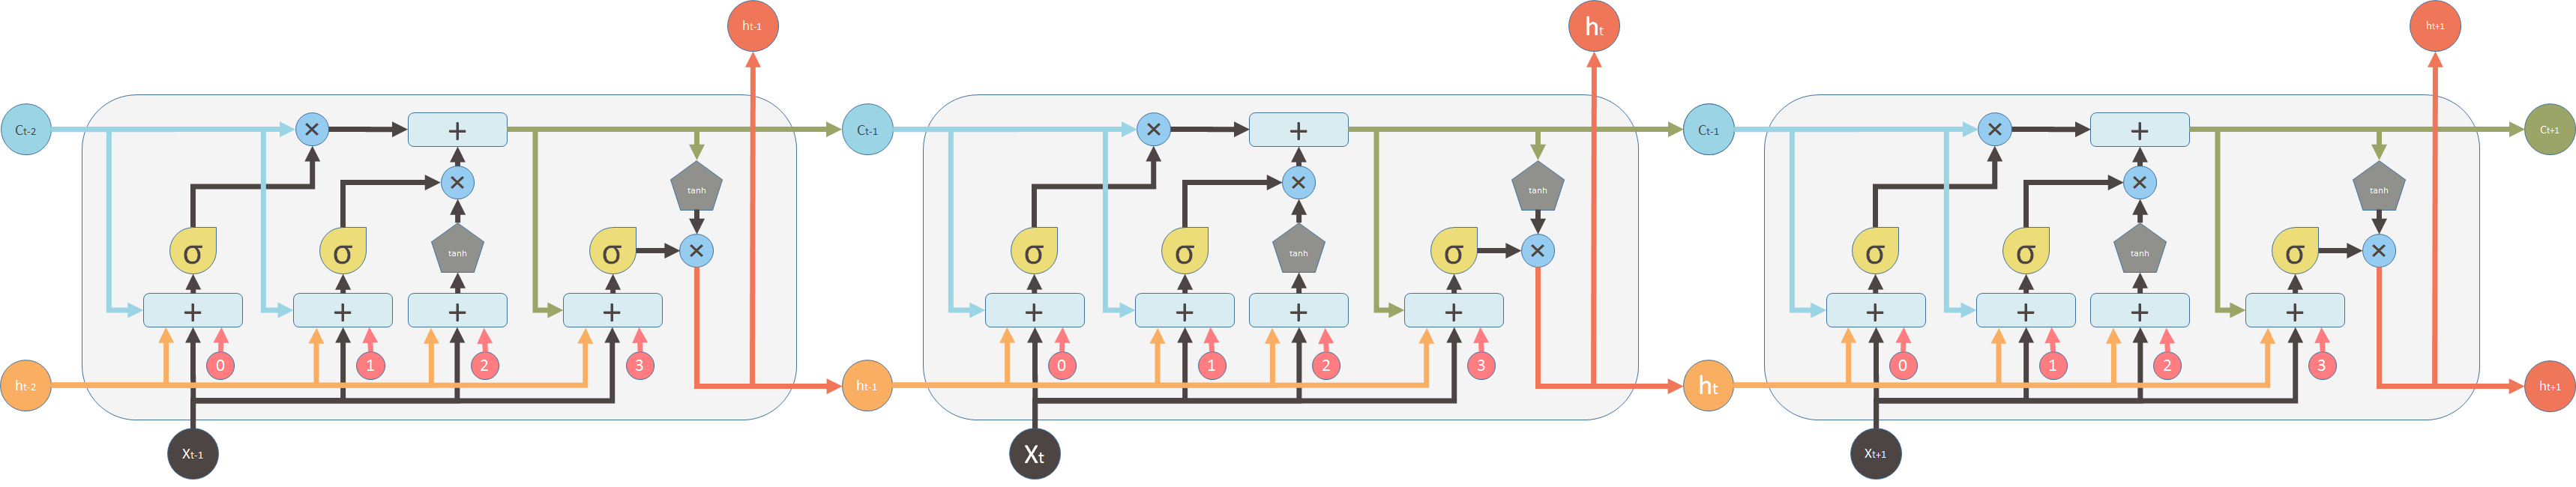 ht-1
ht
ht+1
Ct-2
×
+
Ct-1
×
+
Ct-1
×
+
Ct+1
×
tanh
×
tanh
×
tanh
σ
σ
tanh
σ
×
σ
σ
tanh
σ
×
σ
σ
tanh
σ
×
+
+
+
+
+
+
+
+
+
+
+
+
0
1
2
3
0
1
2
3
0
1
2
3
ht-2
ht-1
ht
ht+1
Xt-1
Xt
Xt+1